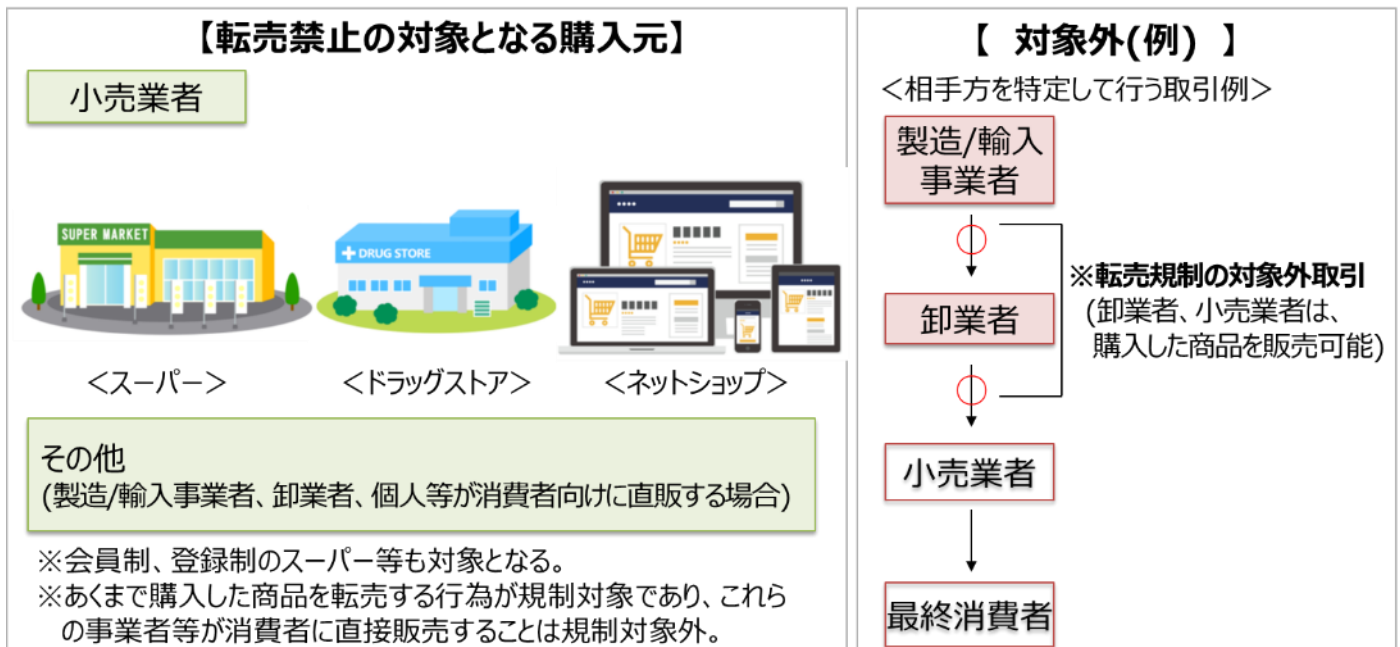 【転売禁止の対象となる購入元】
小売業者
SUPER MARKET
DRUG STORE
＜スーパー＞
＜ドラッグストア＞
＜ネットショップ＞
その他
(製造/輸入事業者、卸業者、個人等が消費者向けに直販する場合)
※会員制、登録制のスーパー等も対象となる。
※あくまで購入した商品を転売する行為が規制対象であり、これら
の事業者等が消費者に直接販売することは規制対象外。
【 対象外(例) 】
＜相手方を特定して行う取引例＞
製造/輸入
事業者
※転売規制の対象外取引
(卸業者、小売業者は、
購入した商品を販売可能)
卸業者
小売業者
最終消費者